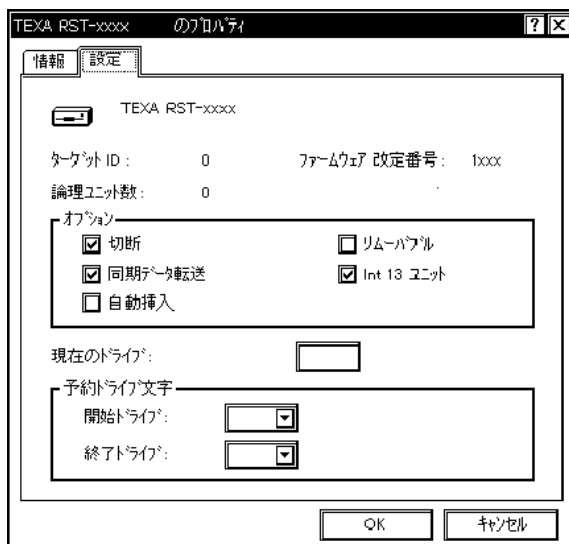 TEXA RST-xxxx のプロパティ
情報 設定
TEXA RST-xxxx
ターゲット ID : 0 ファームウェア 改定番号 : 1xxx
論理ユニット数 : 0
オプション
切断 リムーバブル
同期データ転送 Int 13 ユニット
自動挿入
現在のドライブ :
予約ドライブ文字
開始ドライブ :
終了ドライブ :
OK キャンセル